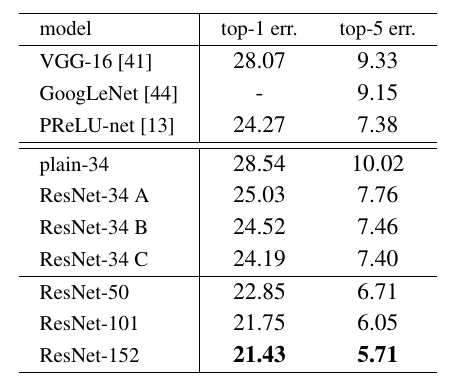 model top-1 err. top-5 err.
VGG-16 [41] 28.07 9.33
GoogLeNet [44] - 9.15
PReLU-net [13] 24.27 7.38
plain-34 28.54 10.02
ResNet-34 A 25.03 7.76
ResNet-34 B 24.52 7.46
ResNet-34 C 24.19 7.40
ResNet-50 22.85 6.71
ResNet-101 21.75 6.05
ResNet-152 21.43 5.71